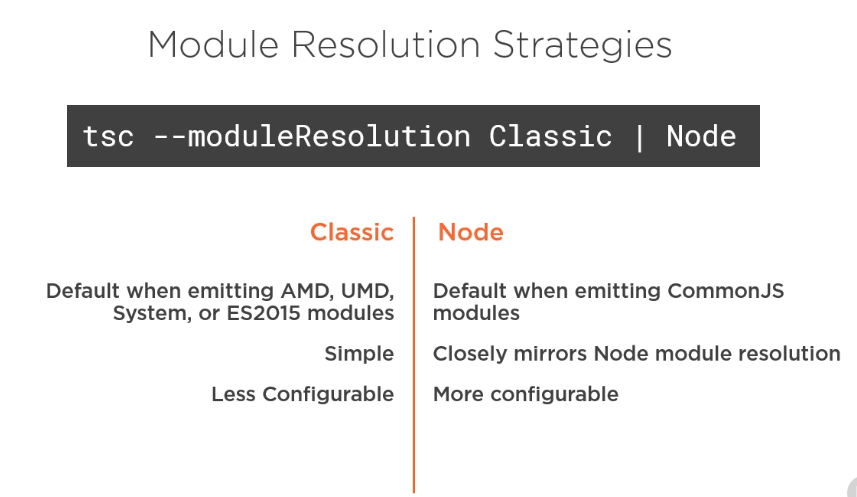 Module Resolution Strategies
tsc --moduleResolution Classic | Node
Classic
Default when emitting AMD, UMD,
System, or ES2015 modules
Simple
Less Configurable
Node
Default when emitting CommonJS
modules
Closely mirrors Node module resolution
More configurable